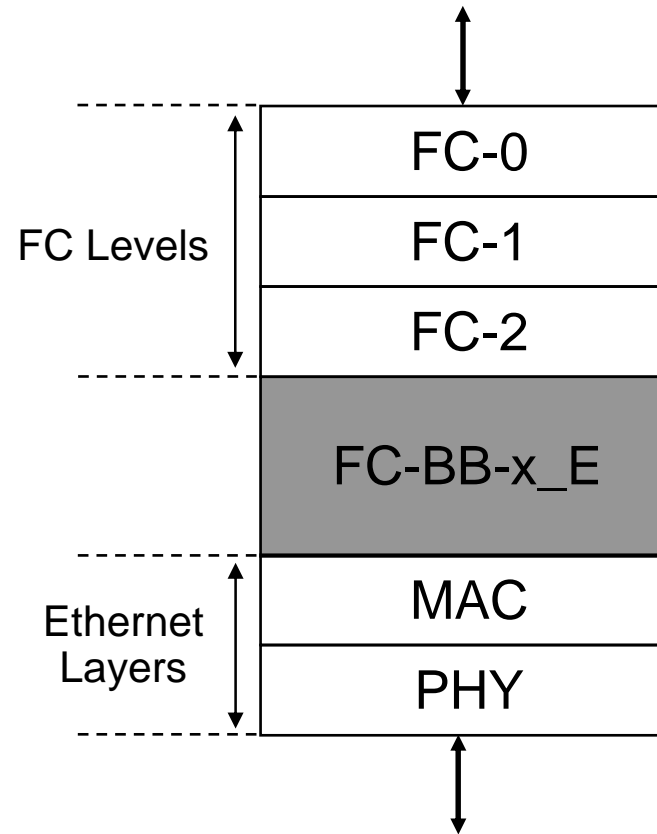 FC-0
FC Levels
FC-1
FC-2
FC-BB-x_E
Ethernet
Layers
MAC
PHY